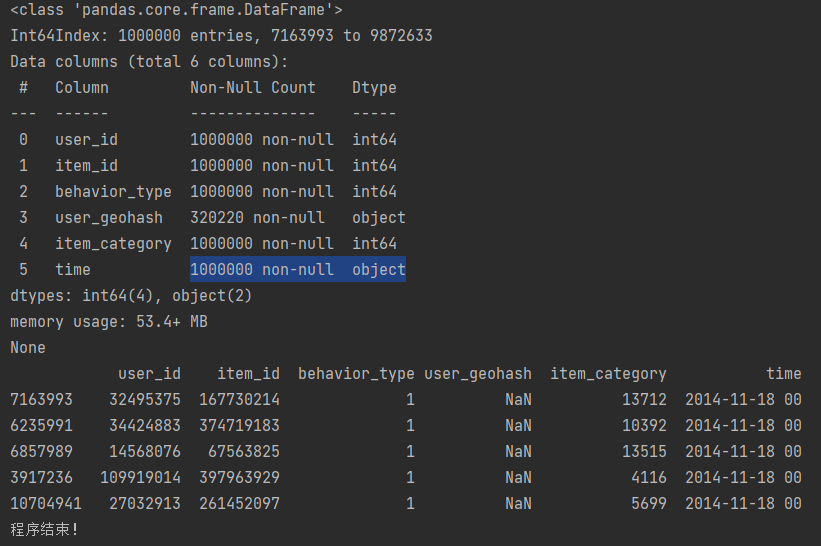 <class 'pandas.core.frame.DataFrame'>
Int64Index: 1000000 entries, 7163993 to 9872633
Data columns (total 6 columns):
 #   Column         Non-Null Count    Dtype
---  ------         --------------    -----
 0   user_id        1000000 non-null  int64
 1   item_id        1000000 non-null  int64
 2   behavior_type  1000000 non-null  int64
 3   user_geohash   320220 non-null   object
 4   item_category  1000000 non-null  int64
 5   time           1000000 non-null  object
dtypes: int64(4), object(2)
memory usage: 53.4+ MB
None
            user_id    item_id  behavior_type user_geohash  item_category           time
7163993    32495375  167730214              1          NaN          13712  2014-11-18 00
6235991    34424883  374719183              1          NaN          10392  2014-11-18 00
6857989    14568076   67563825              1          NaN          13515  2014-11-18 00
3917236   109919014  397963929              1          NaN           4116  2014-11-18 00
10704941   27032913  261452097              1          NaN           5699  2014-11-18 00
程序结束!